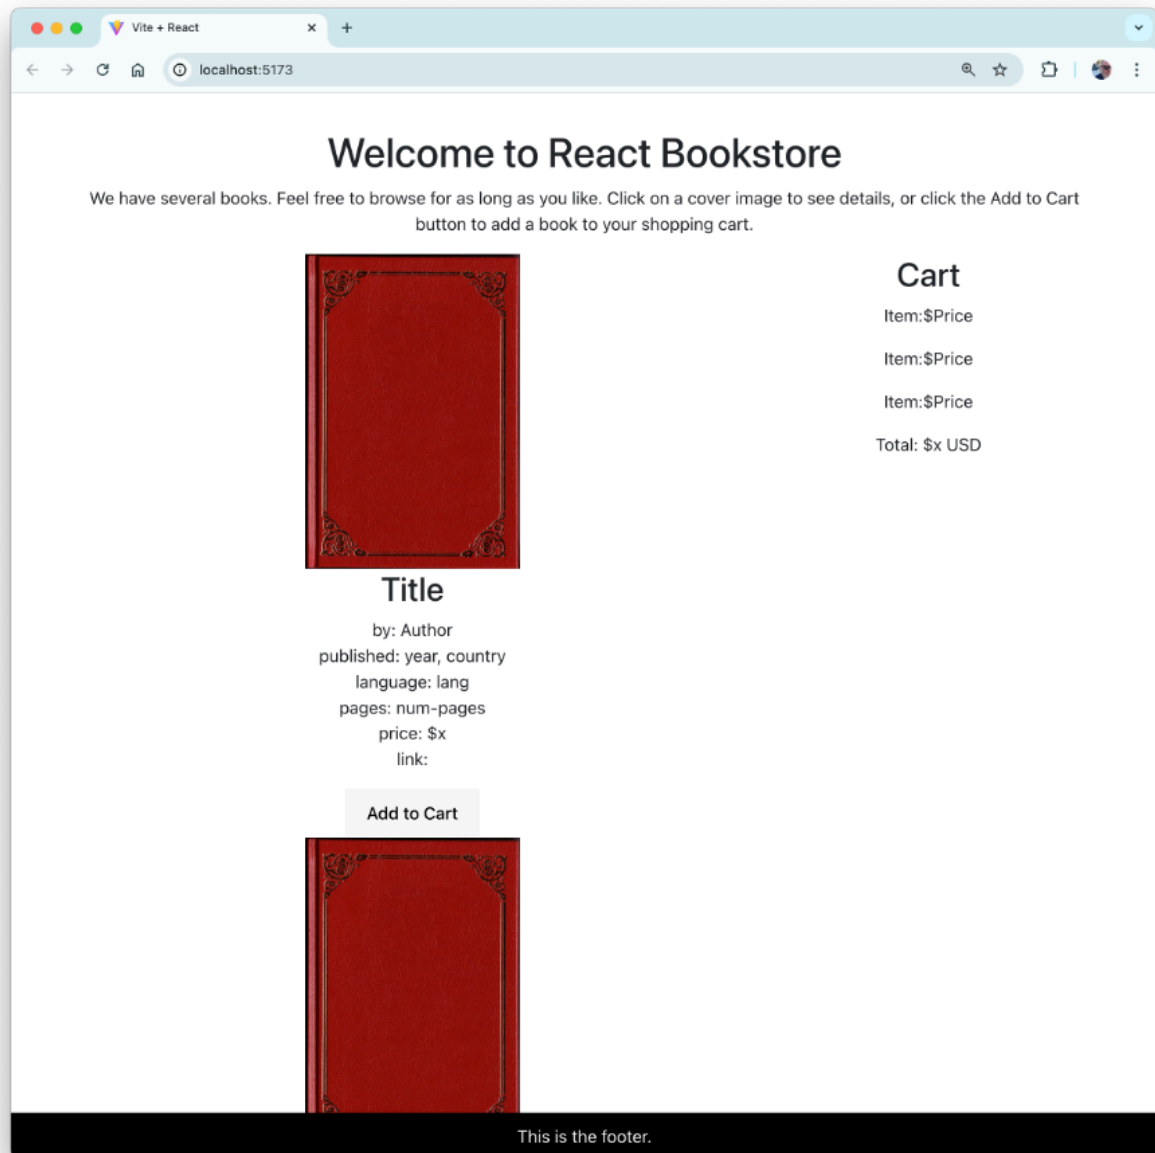 Vite + React
localhost:5173
Welcome to React Bookstore
We have several books. Feel free to browse for as long as you like. Click on a cover image to see details, or click the Add to Cart
button to add a book to your shopping cart.
Title
by: Author
published: year, country
language: lang
pages: num-pages
price: $x
link:
Add to Cart
Cart
Item:$Price
Item:$Price
Item:$Price
Total: $x USD
This is the footer.